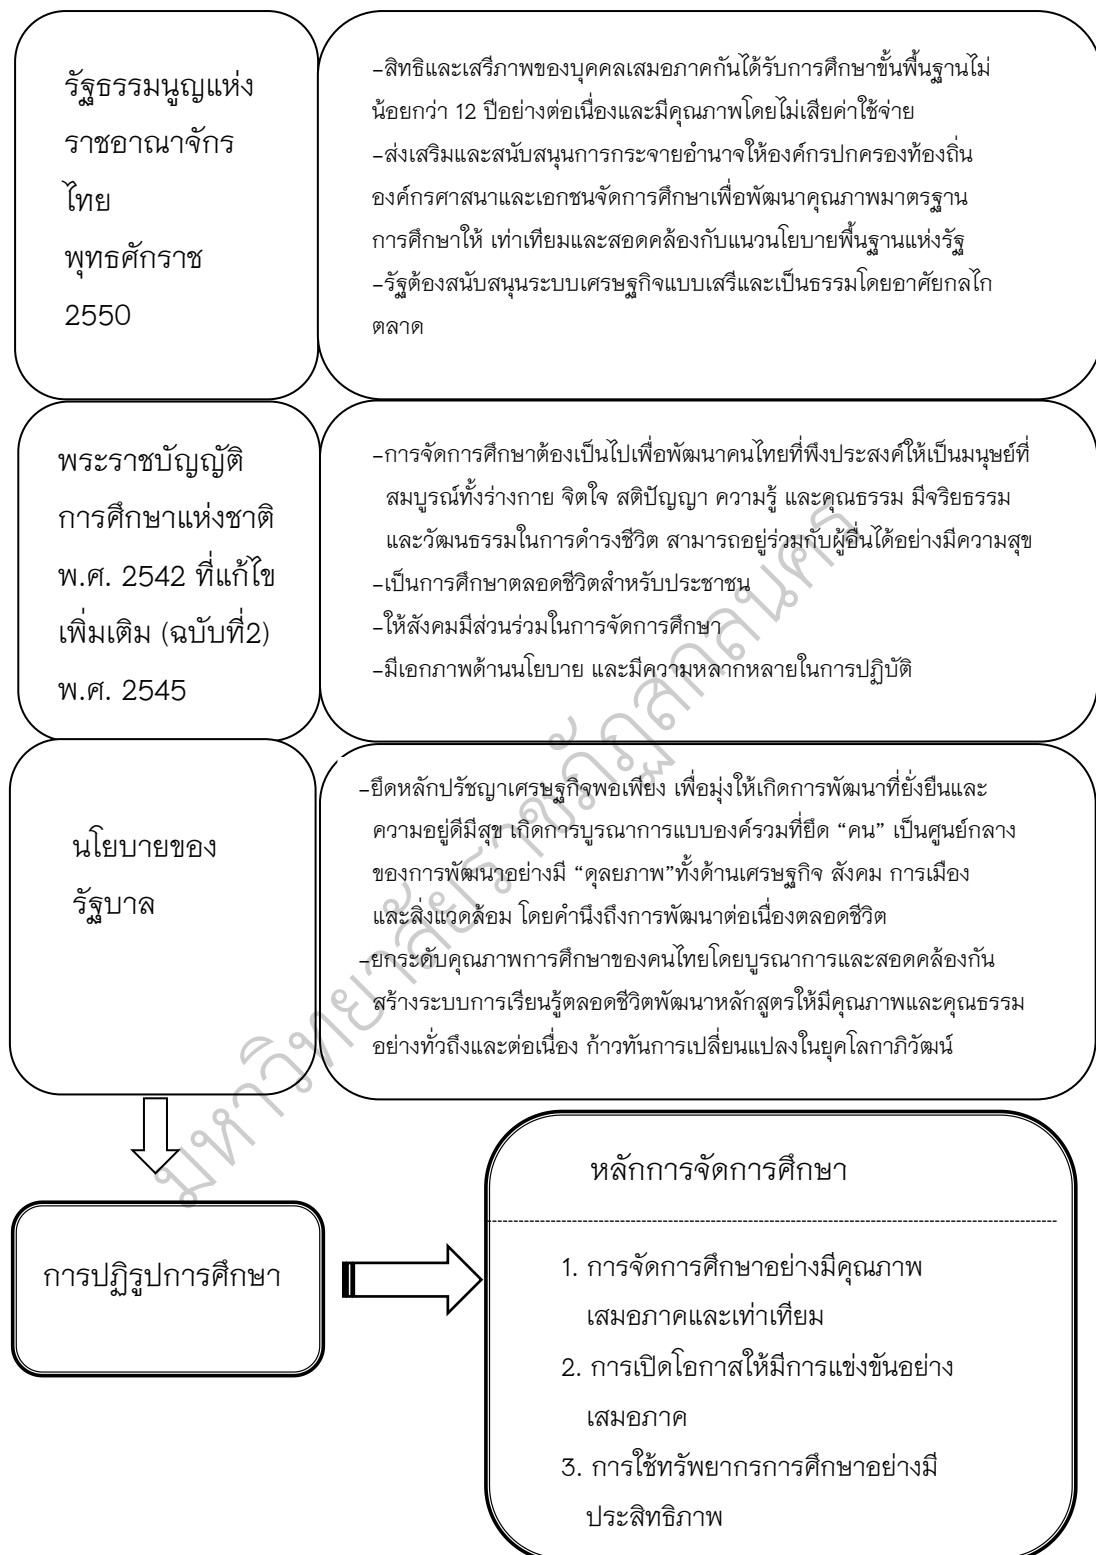 รัฐธรรมนูญแห่ง
ราชอาณาจักร
ไทย
พุทธศักราช
2550
-สิทธิและเสรีภาพของบุคคลเสมอภาคกันได้รับการศึกษาขั้นพื้นฐานไม่
น้อยกว่า 12 ปีอย่างต่อเนื่องและมีคุณภาพโดยไม่เสียค่าใช้จ่าย
-ส่งเสริมและสนับสนุนการกระจายอำนาจให้องค์กรปกครองท้องถิ่น
องค์กรศาสนาและเอกชนจัดการศึกษาเพื่อพัฒนาคุณภาพมาตรฐาน
การศึกษาให้ เท่าเทียมและสอดคล้องกับแนวนโยบายพื้นฐานแห่งรัฐ
-รัฐต้องสนับสนุนระบบเศรษฐกิจแบบเสรีและเป็นธรรมโดยอาศัยกลไก
ตลาด
พระราชบัญญัติ
การศึกษาแห่งชาติ
พ.ศ. 2542 ที่แก้ไข
เพิ่มเติม (ฉบับที่2)
พ.ศ. 2545
-การจัดการศึกษาต้องเป็นไปเพื่อพัฒนาคนไทยที่พึงประสงค์ให้เป็นมนุษย์ที่
สมบูรณ์ทั้งร่างกาย จิตใจ สติปัญญา ความรู้ และคุณธรรม มีจริยธรรม
และวัฒนธรรมในการดำรงชีวิต สามารถอยู่ร่วมกับผู้อื่นได้อย่างมีความสุข
-เป็นการศึกษาตลอดชีวิตสำหรับประชาชน
-ให้สังคมมีส่วนร่วมในการจัดการศึกษา
-มีเอกภาพด้านนโยบาย และมีความหลากหลายในการปฏิบัติ
นโยบายของ
รัฐบาล
-ยึดหลักปรัชญาเศรษฐกิจพอเพียง เพื่อมุ่งให้เกิดการพัฒนาที่ยั่งยืนและ
ความอยู่ดีมีสุข เกิดการบูรณาการแบบองค์รวมที่ยึด “คน” เป็นศูนย์กลาง
ของการพัฒนาอย่างมี “ดุลยภาพ”ทั้งด้านเศรษฐกิจ สังคม การเมือง
และสิ่งแวดล้อม โดยคำนึงถึงการพัฒนาต่อเนื่องตลอดชีวิต
-ยกระดับคุณภาพการศึกษาของคนไทยโดยบูรณาการและสอดคล้องกัน
สร้างระบบการเรียนรู้ตลอดชีวิตพัฒนาหลักสูตรให้มีคุณภาพและคุณธรรม
อย่างทั่วถึงและต่อเนื่อง ก้าวทันการเปลี่ยนแปลงในยุคโลกาภิวัฒน์
มหาวิทยาลัยราชภัฏสกลนคร
การปฏิรูปการศึกษา
หลักการจัดการศึกษา
1. การจัดการศึกษาอย่างมีคุณภาพ
เสมอภาคและเท่าเทียม
2. การเปิดโอกาสให้มีการแข่งขันอย่าง
เสมอภาค
3. การใช้ทรัพยากรการศึกษาอย่างมี
ประสิทธิภาพ